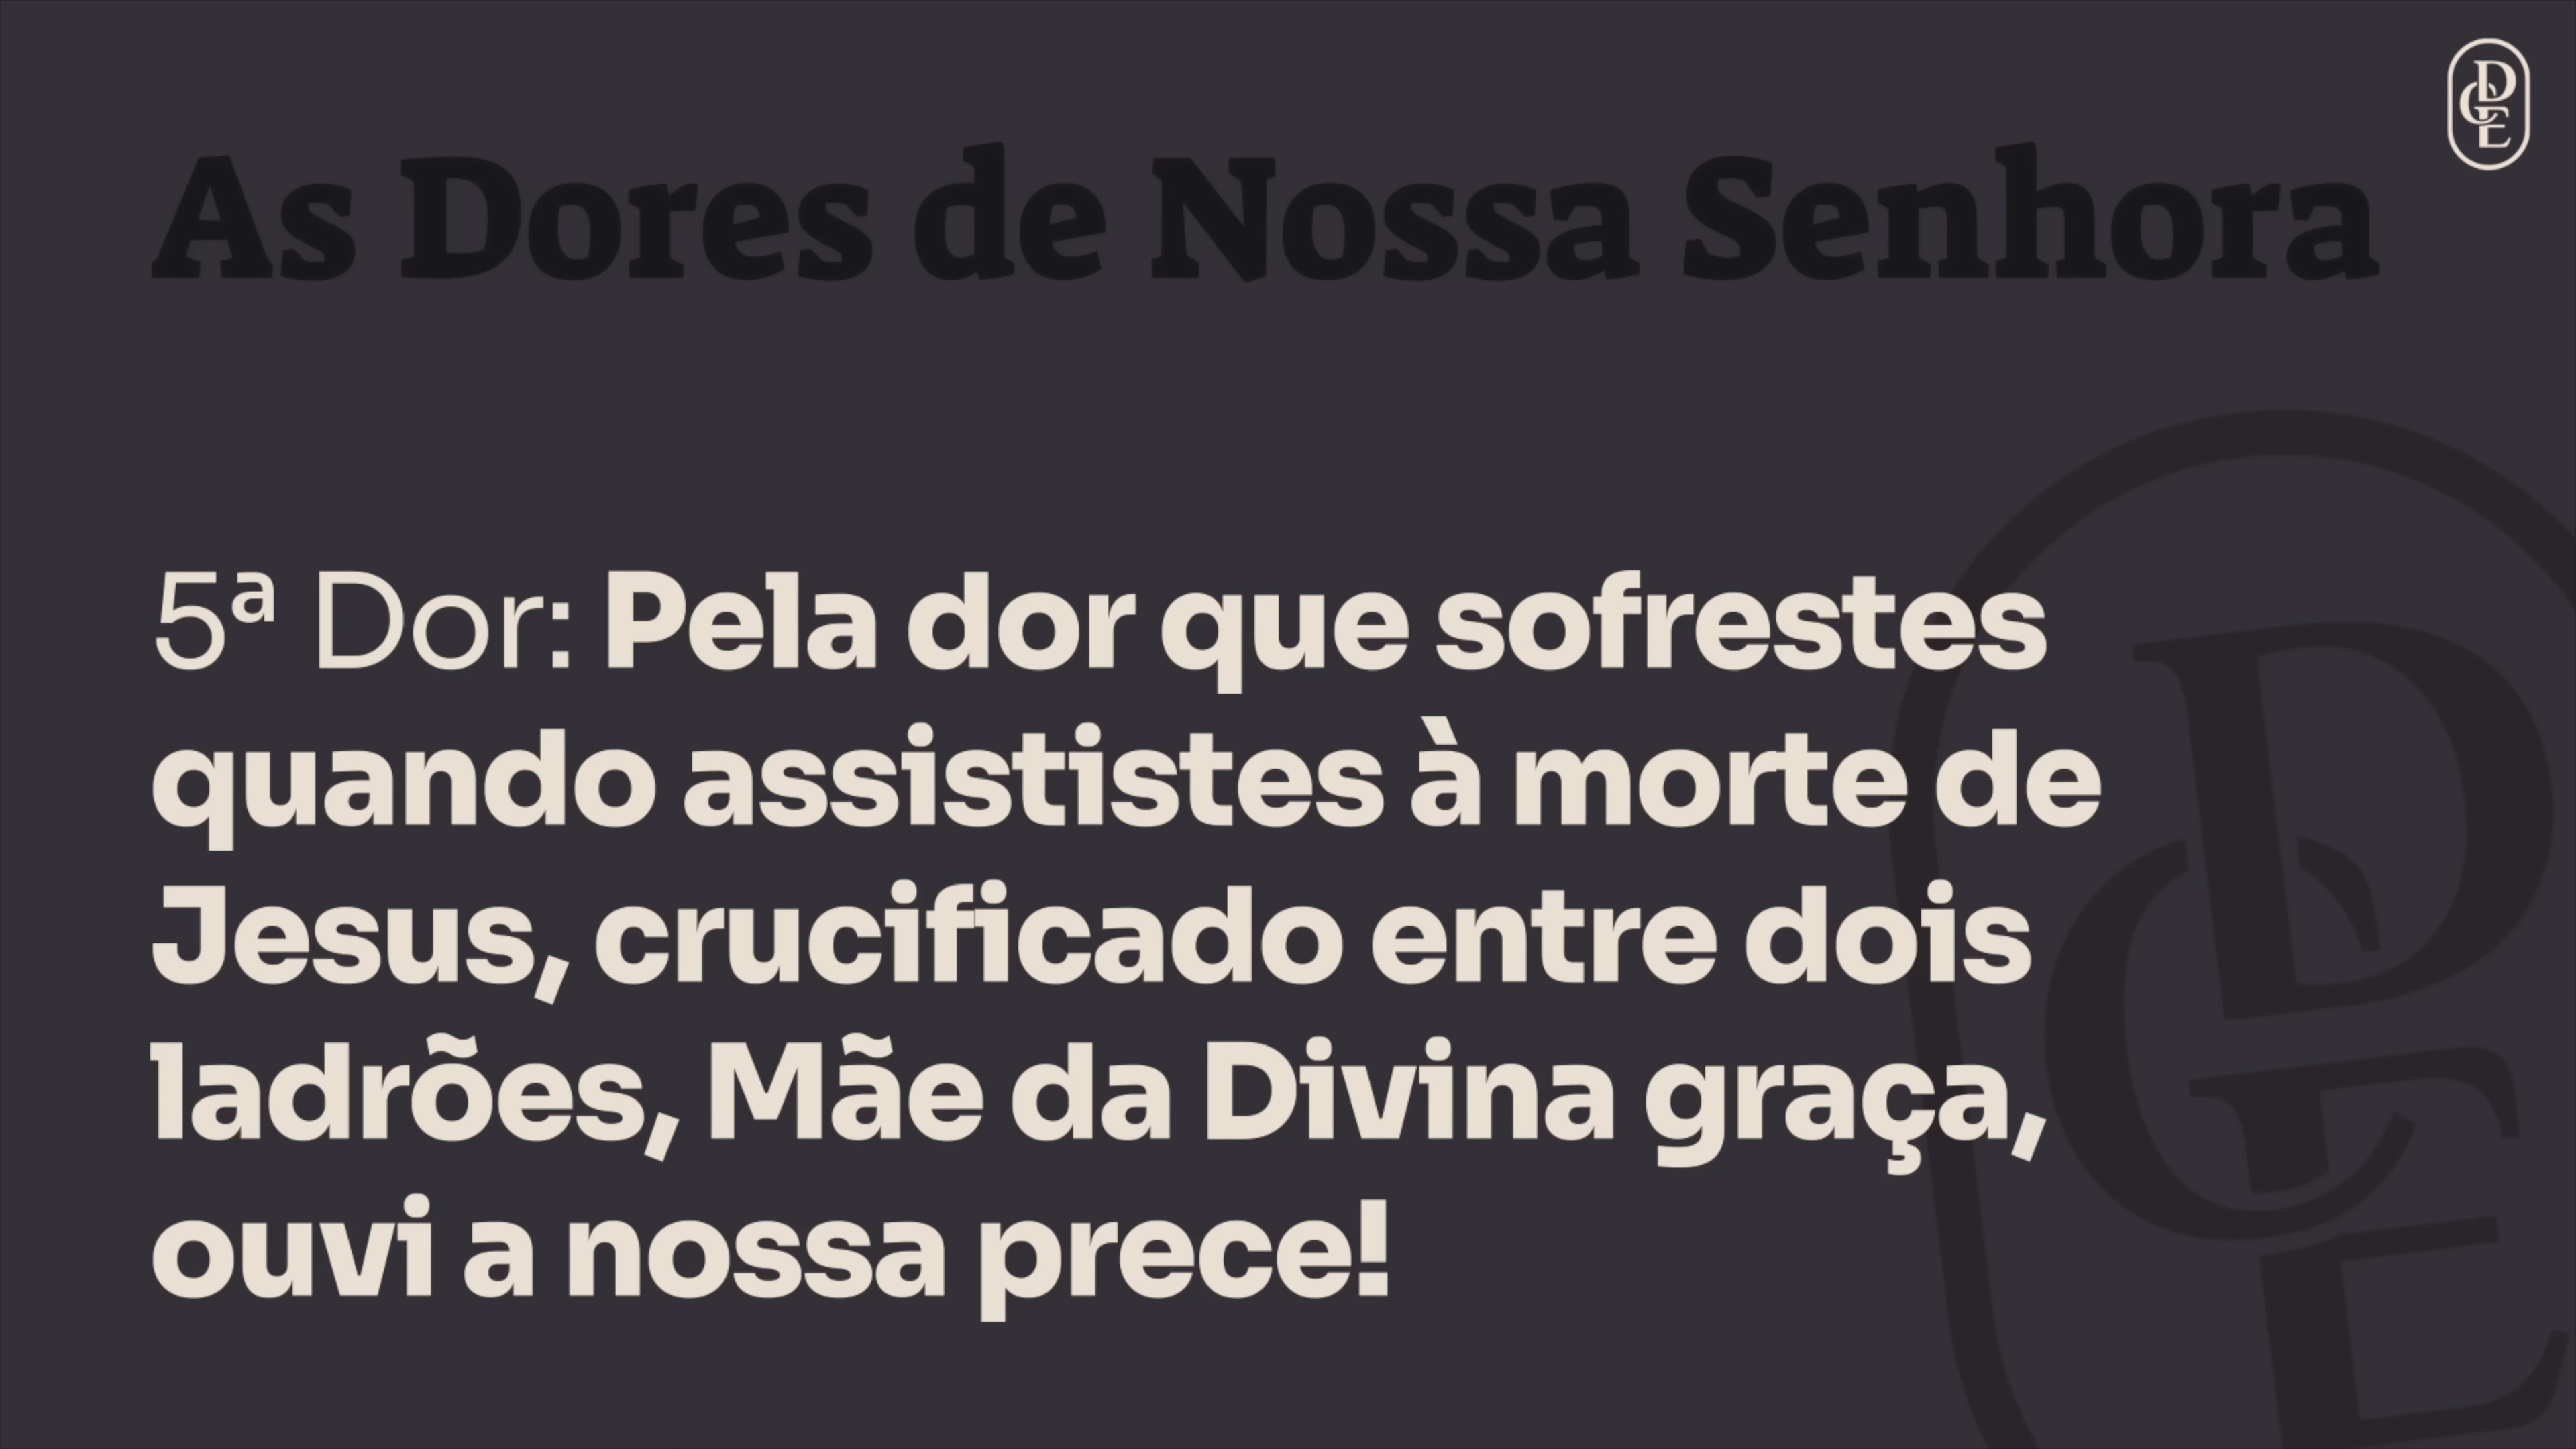 As Dores de Nossa Senhora
5ª Dor: Pela dor que sofrestes
quando assististes à morte de
Jesus, crucificado entre dois
ladrões, Mãe da Divina graça,
ouvi a nossa prece!